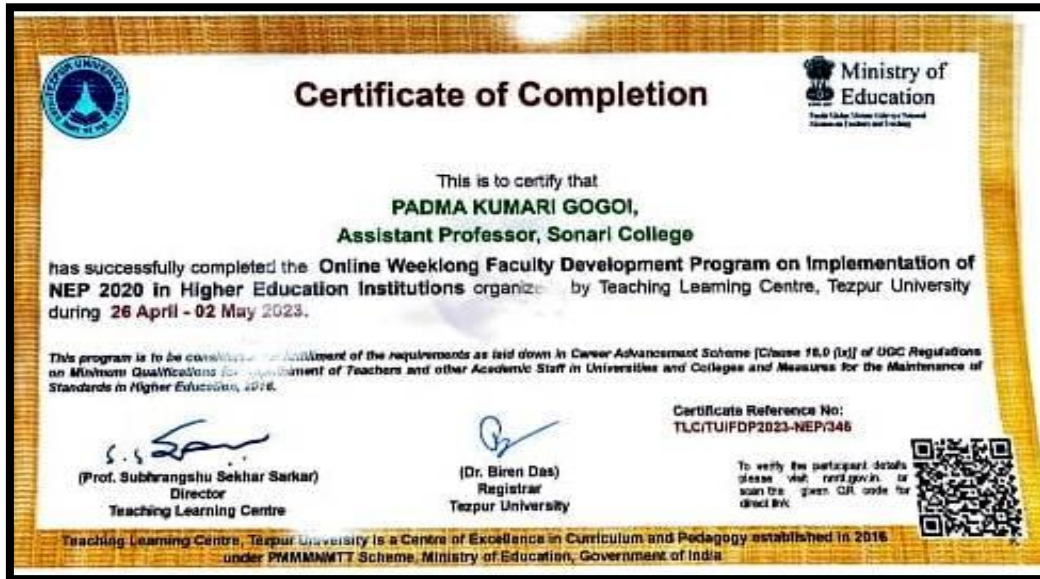 TEZPUR UNIVERSITY
Certificate of Completion
Ministry of
Education
This is to certify that
PADMA KUMARI GOGOI,
Assistant Professor, Sonari College
has successfully completed the Online Weeklong Faculty Development Program on Implementation of
NEP 2020 in Higher Education Institutions by Teaching Learning Centre, Tezpur University
during 26 April - 02 May 2023.
This program is to be of the requirements as laid down in Career Advancement Scheme of UGC Regulations
on Minimum Qualifications for of Teachers and other Academic Staff in Universities and Colleges and Measures for the Maintenance of
Standards in Higher Education,
Certificate Reference No:
TLC/TU/FDP2023-NEP/346
S.S
(Prof. Subhrangshu Sekhar Sarkar)
Director
Teaching Learning Centre
(Dr. Biren Das)
Registrar
Tezpur University
To verify the participant details
please visit or
scan the given QR code for
direct link
Teaching Learning Centre, Tezpur University is a Centre of Excellence in Curriculum and Pedagogy established in 2016
under PMMMNMTT Scheme, Ministry of Education, Government of India